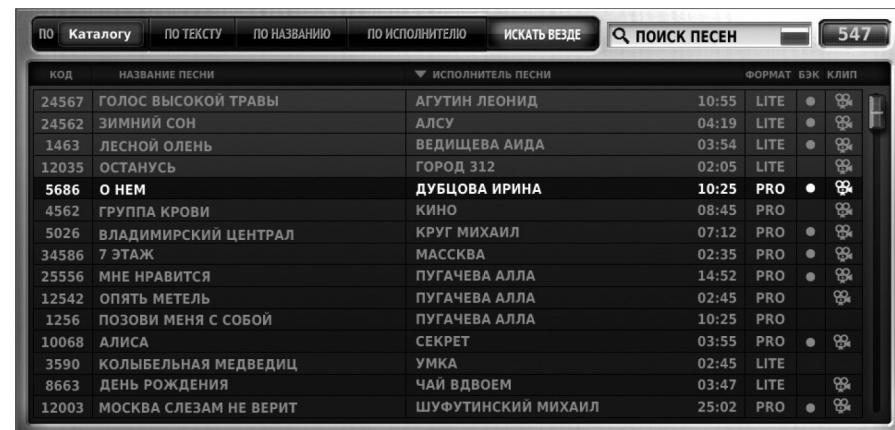 ПО Каталогу ПО ТЕКСТУ ПО НАЗВАНИЮ ПО ИСПОЛНИТЕЛЮ ИСКАТЬ ВЕЗДЕ ПОИСК ПЕСЕН 547
КОД НАЗВАНИЕ ПЕСНИ ▼ ИСПОЛНИТЕЛЬ ПЕСНИ ФОРМАТ БЭК КЛИП
24567 ГОЛОС ВЫСОКОЙ ТРАВЫ АГУТИН ЛЕОНИД 10:55 LITE
24562 ЗИМНИЙ СОН АЛСУ 04:19 LITE
1463 ЛЕСНОЙ ОЛЕНЬ ВЕДИЩЕВА АИДА 03:54 LITE
12035 ОСТАНУСЬ ГОРОД 312 02:05 LITE
5686 О НЕМ ДУБЦОВА ИРИНА 10:25 PRO
4562 ГРУППА КРОВИ КИНО 08:45 PRO
5026 ВЛАДИМИРСКИЙ ЦЕНТРАЛ КРУГ МИХАИЛ 07:12 PRO
34586 7 ЭТАЖ МАССКВА 02:35 PRO
25556 МНЕ НРАВИТСЯ ПУГАЧЕВА АЛЛА 14:52 PRO
12542 ОПЯТЬ МЕТЕЛЬ ПУГАЧЕВА АЛЛА 02:45 PRO
1256 ПОЗОВИ МЕНЯ С СОБОЙ ПУГАЧЕВА АЛЛА 10:25 PRO
10068 АЛИСА СЕКРЕТ 03:55 PRO
3590 КОЛЫБЕЛЬНАЯ МЕДВЕДИЦ УМКА 02:45 LITE
8663 ДЕНЬ РОЖДЕНИЯ ЧАЙ ВДВОЕМ 03:47 LITE
12003 МОСКВА СЛЕЗАМ НЕ ВЕРИТ ШУФУТИНСКИЙ МИХАИЛ 25:02 PRO